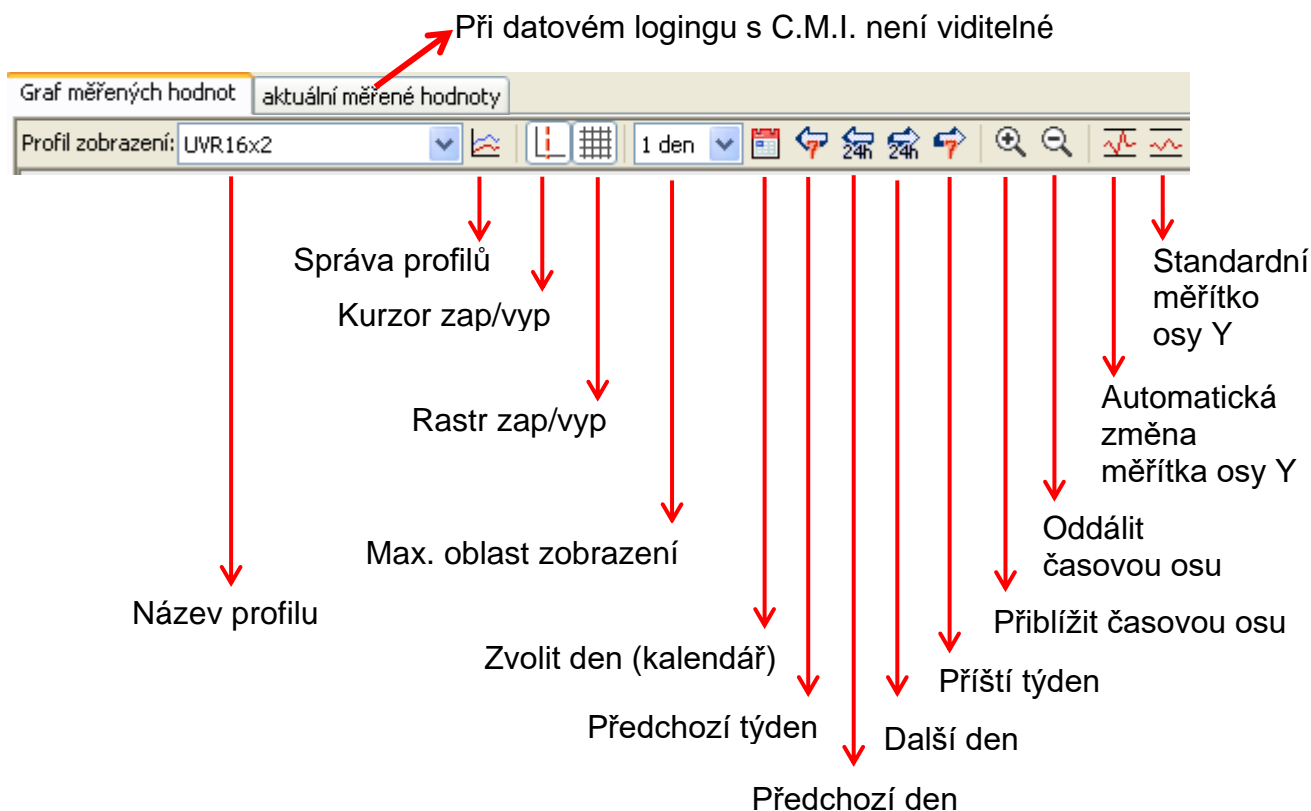 Při datovém logingu s C.M.I. není viditelné
Graf měřených hodnot
aktuální měřené hodnoty
Profil zobrazení: UVR16x2
1 den
7
24h
24h
7
Správa profilů
Standardní
měřítko
osy Y
Kurzor zap/vyp
Automatická
změna
měřítka osy Y
Rastr zap/vyp
Oddálit
časovou osu
Max. oblast zobrazení
Název profilu
Přiblížit časovou osu
Zvolit den (kalendář)
Příští týden
Předchozí týden
Další den
Předchozí den